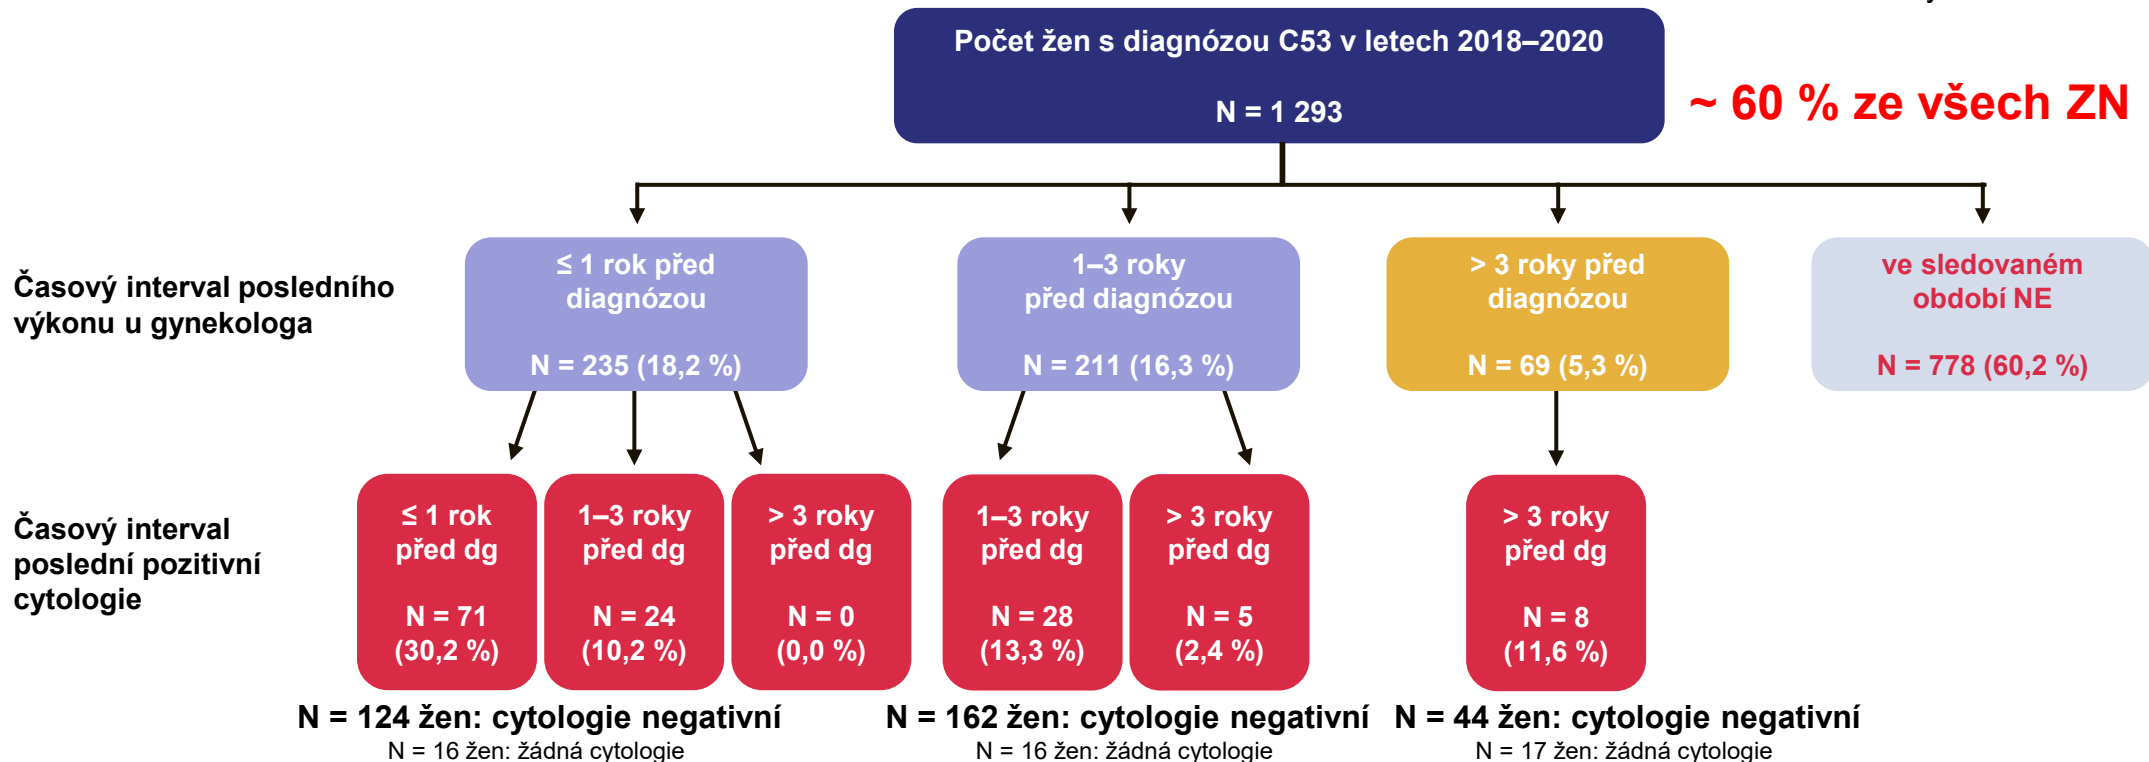 Počet žen s diagnózou C53 v letech 2018–2020
N = 1 293
~ 60 % ze všech ZN
Časový interval posledního
výkonu u gynekologa
≤ 1 rok před
diagnózou
N = 235 (18,2 %)
1–3 roky
před diagnózou
N = 211 (16,3 %)
> 3 roky před
diagnózou
N = 69 (5,3 %)
ve sledovaném
období NE
N = 778 (60,2 %)
Časový interval
poslední pozitivní
cytologie
≤ 1 rok
před dg
N = 71
(30,2 %)
1–3 roky
před dg
N = 24
(10,2 %)
> 3 roky
před dg
N = 0
(0,0 %)
1–3 roky
před dg
N = 28
(13,3 %)
> 3 roky
před dg
N = 5
(2,4 %)
> 3 roky
před dg
N = 8
(11,6 %)
N = 124 žen: cytologie negativní
N = 16 žen: žádná cytologie
N = 162 žen: cytologie negativní
N = 16 žen: žádná cytologie
N = 44 žen: cytologie negativní
N = 17 žen: žádná cytologie